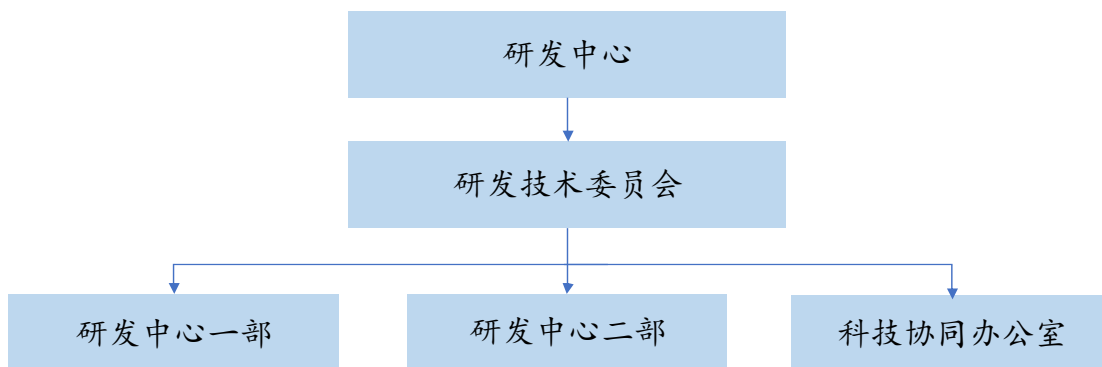 研发中心
研发技术委员会
研发中心一部
研发中心二部
科技协同办公室